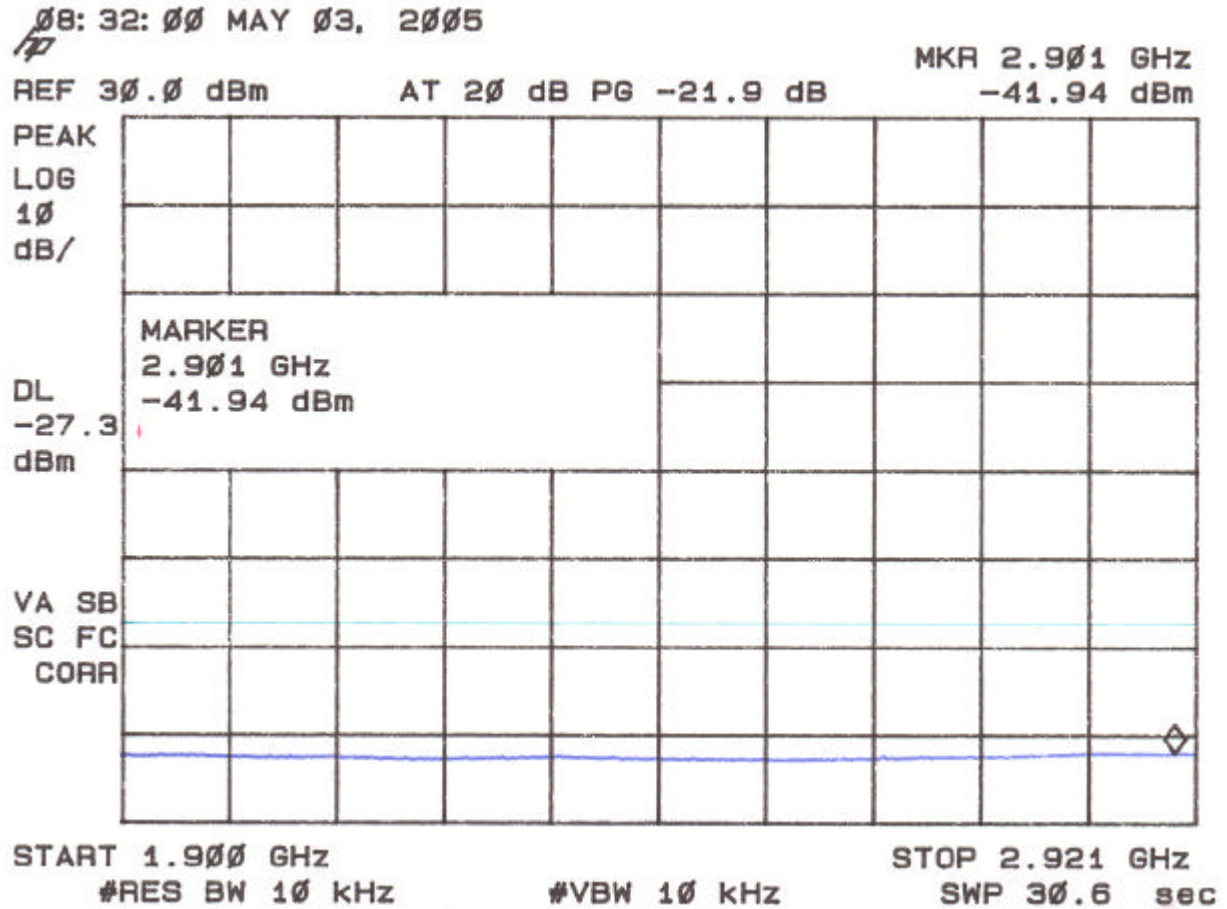 Ø8:32:ØØ MAY Ø3, 2ØØ5
hp
MKR 2.9Ø1 GHz
REF 3Ø.Ø dBm AT 2Ø dB PG -21.9 dB -41.94 dBm
PEAK
LOG
1Ø
dB/
MARKER
2.9Ø1 GHz
-41.94 dBm
DL
-27.3
dBm
VA SB
SC FC
CORR
START 1.9ØØ GHz STOP 2.921 GHz
#RES BW 1Ø kHz #VBW 1Ø kHz SWP 3Ø.6 sec